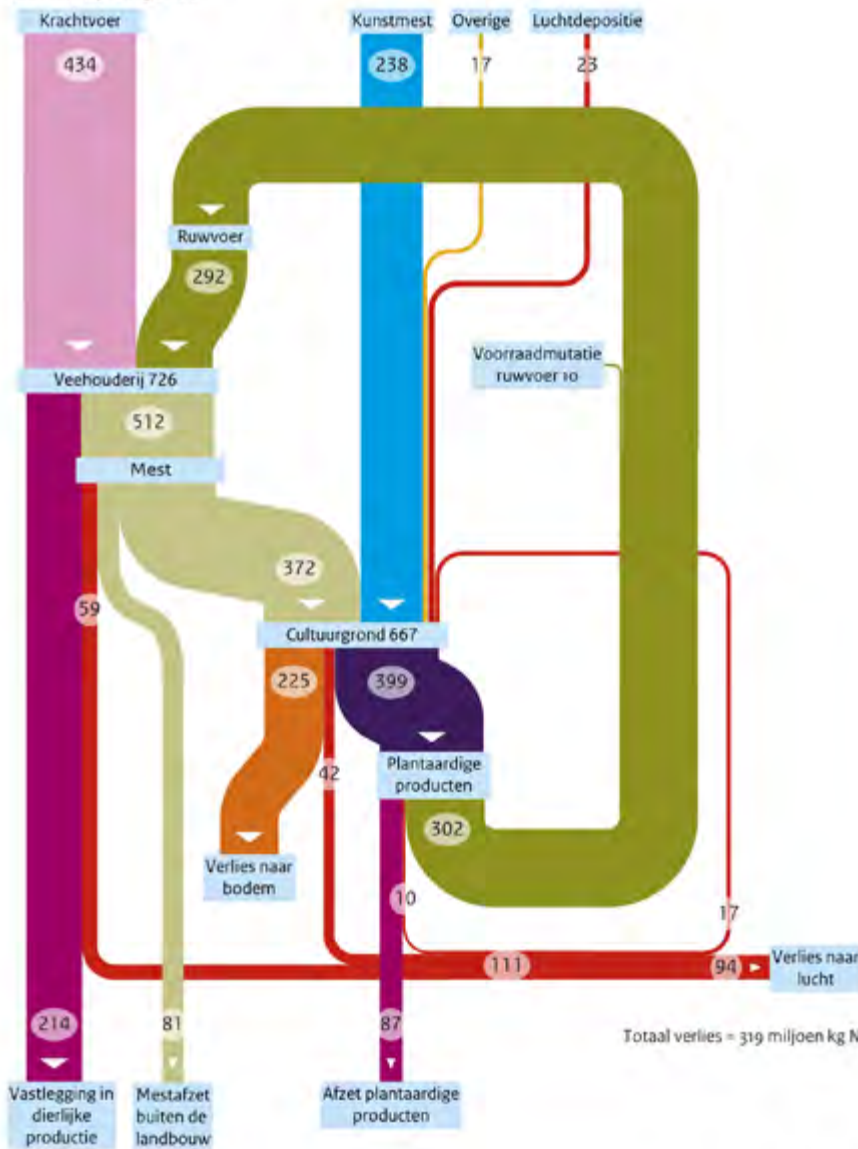 Krachtvoer
Kunstmest
Overige
Luchtdepositie
434
238
17
23
Ruwvoer
292
Voorraadmutatie
ruwvoer 10
Veehouderij 726
512
Mest
372
59
Cultuurgrond 667
225
399
42
Plantaardige
producten
302
Verlies naar
bodem
10
17
111
94
Verlies naar
lucht
214
81
87
Totaal verlies = 319 miljoen kg N
Vastlegging in
dierlijke
productie
Mestafzet
buiten de
landbouw
Afzet plantaardige
producten